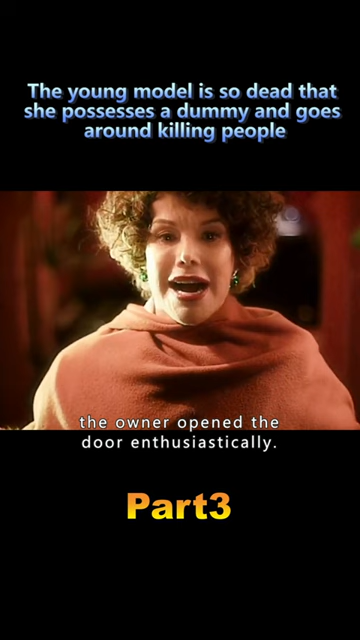 The young model is so dead that
she possesses a dummy and goes
around killing people
the owner opened the
door enthusiastically.
Part3